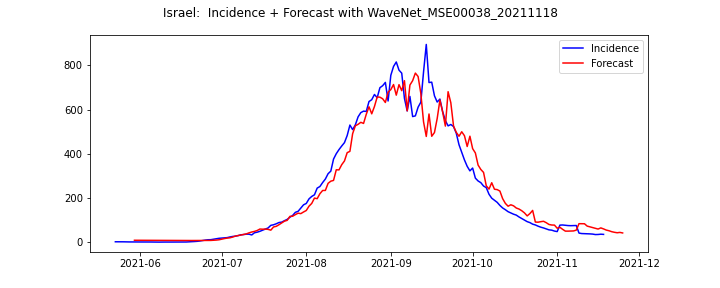 Israel:  Incidence + Forecast with WaveNet_MSE00038_20211118
Incidence
Forecast
800
600
400
200
0
2021-06 2021-07 2021-08 2021-09 2021-10 2021-11 2021-12